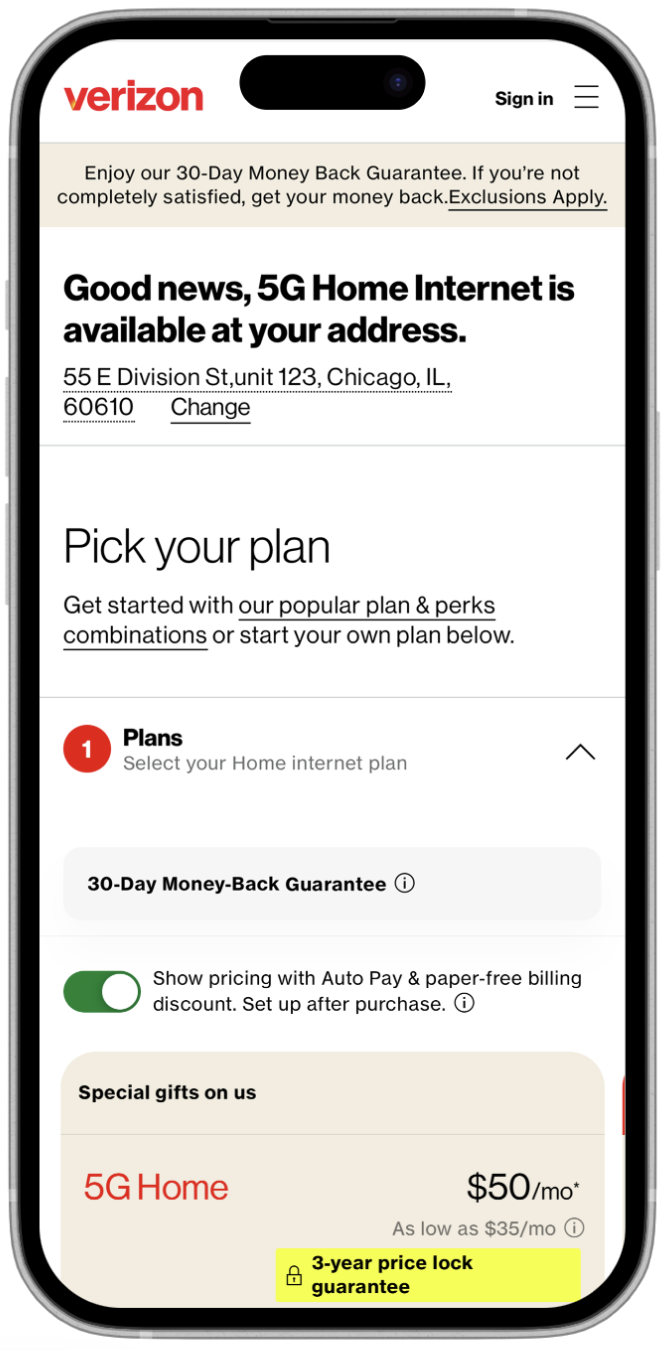 verizon
Sign in
Enjoy our 30-Day Money Back Guarantee. If you’re not
completely satisfied, get your money back.Exclusions Apply.
Good news, 5G Home Internet is
available at your address.
55 E Division St,unit 123, Chicago, IL,
60610 Change
Pick your plan
Get started with our popular plan & perks
combinations or start your own plan below.
1 Plans
Select your Home internet plan
30-Day Money-Back Guarantee
Show pricing with Auto Pay & paper-free billing
discount. Set up after purchase.
Special gifts on us
5G Home $50/mo*
As low as $35/mo
3-year price lock
guarantee